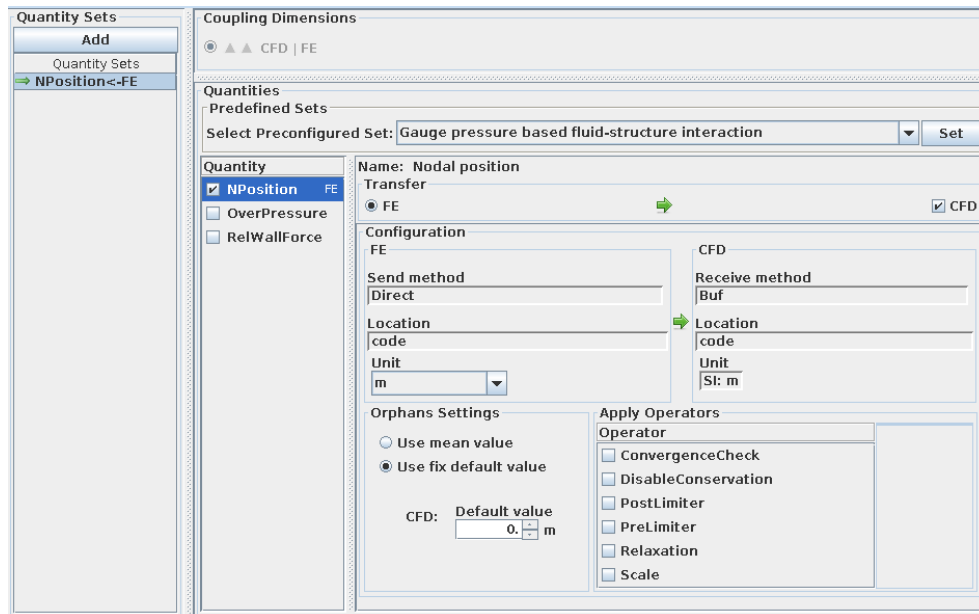 Quantity Sets
Add
Quantity Sets
NPosition<-FE
Coupling Dimensions
CFD | FE
Quantities
Predefined Sets
Select Preconfigured Set: Gauge pressure based fluid-structure interaction Set
Quantity
NPosition FE
OverPressure
RelWallForce
Name: Nodal position
Transfer
FE CFD
Configuration
FE
Send method
Direct
Location
code
Unit
m
CFD
Receive method
Buf
Location
code
Unit
SI: m
Orphans Settings
Use mean value
Use fix default value
Default value
CFD: 0. m
Apply Operators
Operator
ConvergenceCheck
DisableConservation
PostLimiter
PreLimiter
Relaxation
Scale